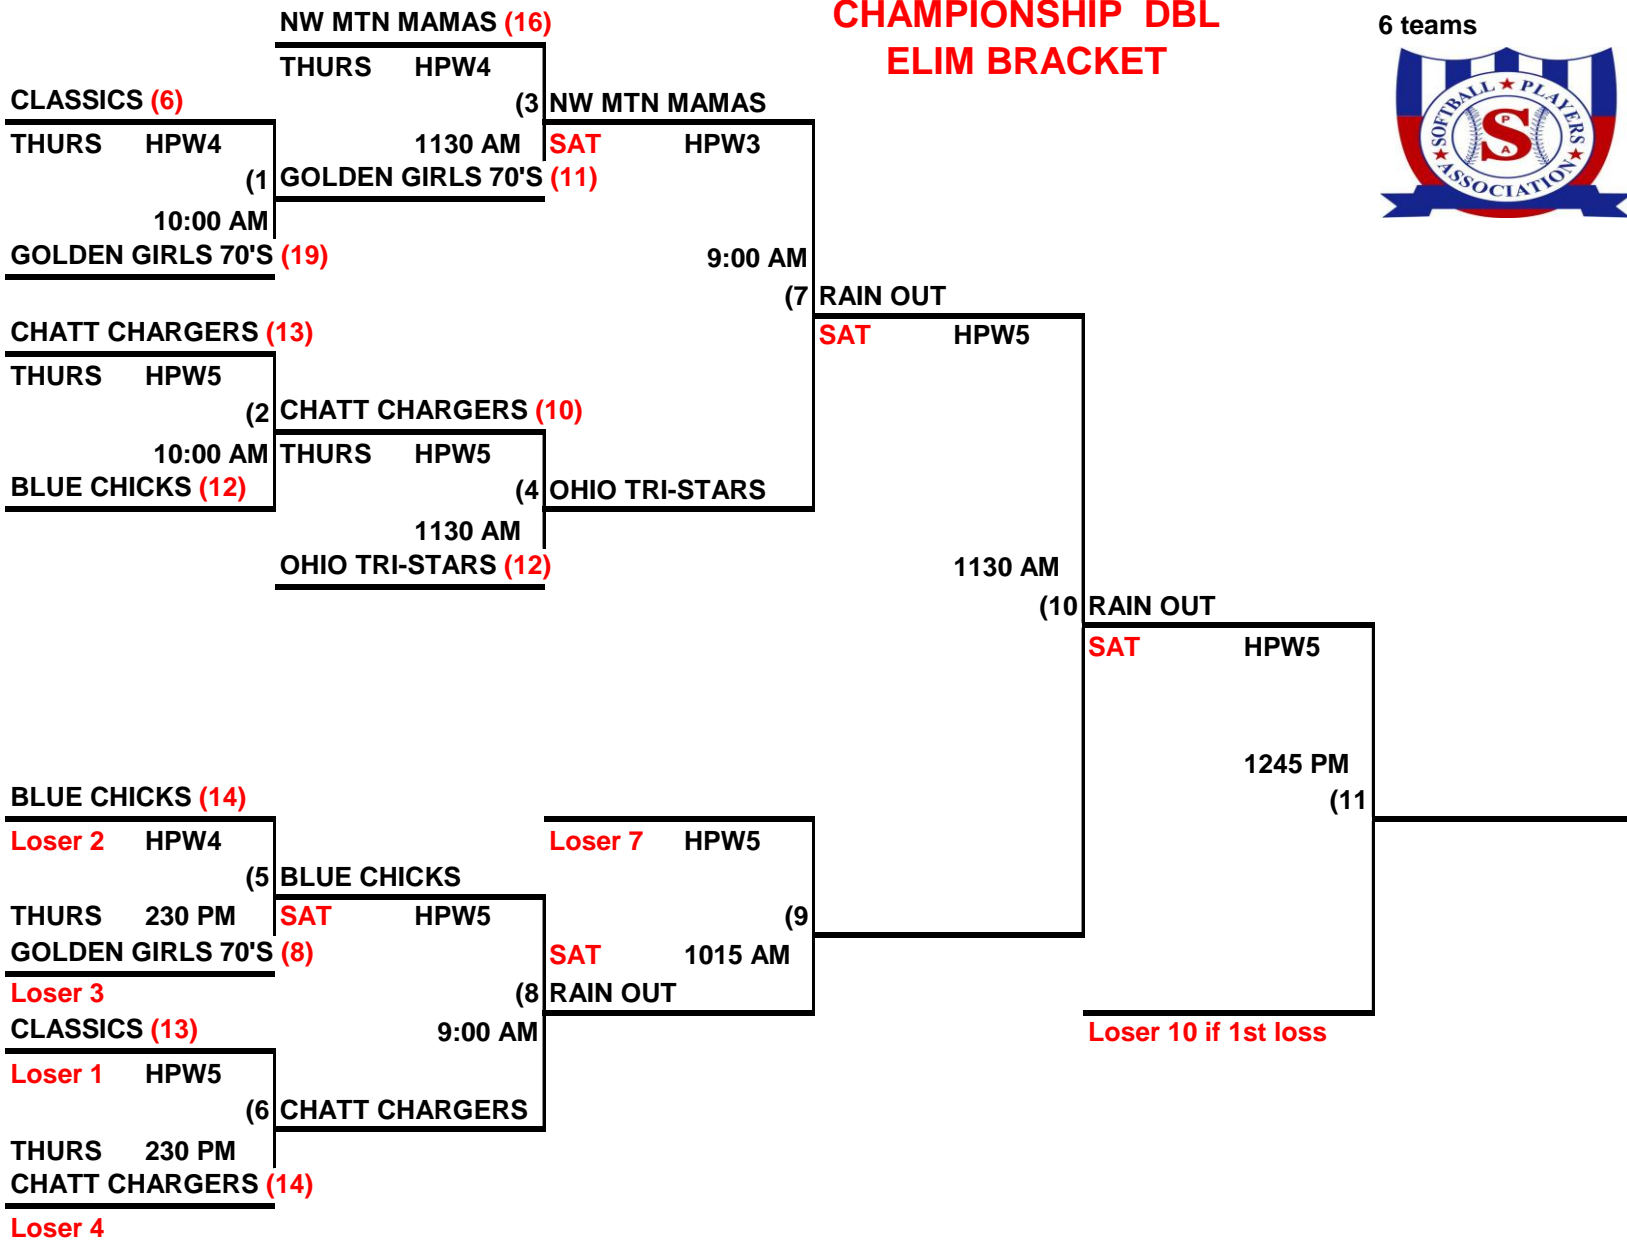 NW MTN MAMAS (16)
CHAMPIONSHIP  DBL
ELIM BRACKET
6 teams
SOFTBALL ★ PLAYERS ★ ASSOCIATION ★
S
P
A
THURS HPW4
CLASSICS (6)
(3 NW MTN MAMAS
THURS HPW4
1130 AM SAT HPW3
(1 GOLDEN GIRLS 70'S (11)
10:00 AM
GOLDEN GIRLS 70'S (19)
9:00 AM
(7 RAIN OUT
CHATT CHARGERS (13)
SAT HPW5
THURS HPW5
(2 CHATT CHARGERS (10)
10:00 AM THURS HPW5
BLUE CHICKS (12)
(4 OHIO TRI-STARS
1130 AM
OHIO TRI-STARS (12)
1130 AM
(10 RAIN OUT
SAT HPW5
1245 PM
BLUE CHICKS (14)
(11
Loser 2 HPW4
Loser 7 HPW5
(5 BLUE CHICKS
THURS 230 PM SAT HPW5
(9
GOLDEN GIRLS 70'S (8)
SAT 1015 AM
Loser 3
(8 RAIN OUT
CLASSICS (13)
9:00 AM
Loser 10 if 1st loss
Loser 1 HPW5
(6 CHATT CHARGERS
THURS 230 PM
CHATT CHARGERS (14)
Loser 4